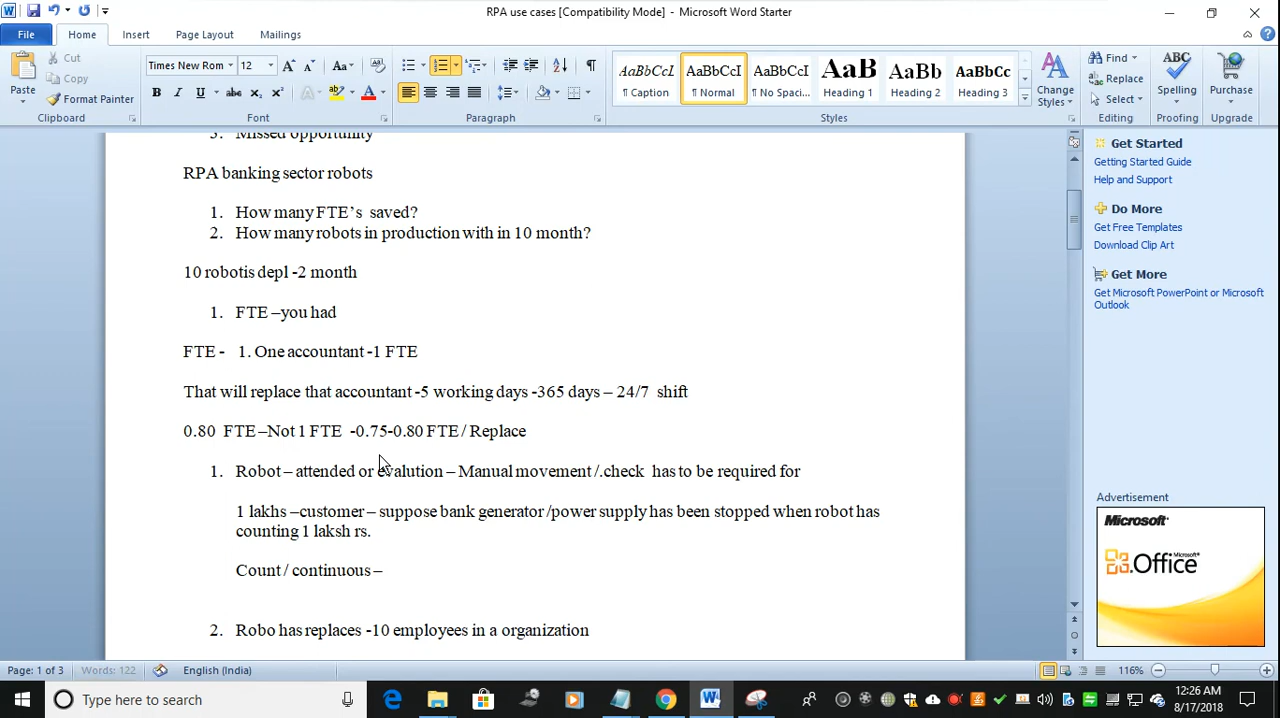 RPA use cases [Compatibility Mode] - Microsoft Word Starter
File Home Insert Page Layout Mailings
Paste
Cut
Copy
Format Painter
Clipboard
Times New Rom 12
Font
Paragraph
AaBbCcI AaBbCcI AaBbCcI AaB AaBb AaBbCc
¶ Caption ¶ Normal ¶ No Spaci... Heading 1 Heading 2 Heading 3
Styles
Change
Styles
Find
Replace
Select
Editing
ABC
Spelling
Proofing
Purchase
Upgrade
3. Missed opportunity
RPA banking sector robots
1. How many FTE's saved?
2. How many robots in production with in 10 month?
10 robotis depl -2 month
1. FTE –you had
FTE - 1. One accountant -1 FTE
That will replace that accountant -5 working days -365 days – 24/7 shift
0.80 FTE –Not 1 FTE -0.75-0.80 FTE / Replace
1. Robot – attended or evalution – Manual movement /.check has to be required for
1 lakhs –customer – suppose bank generator /power supply has been stopped when robot has
counting 1 laksh rs.
Count / continuous –
2. Robo has replaces -10 employees in a organization
Get Started
Getting Started Guide
Help and Support
Do More
Get Free Templates
Download Clip Art
Get More
Get Microsoft PowerPoint or Microsoft
Outlook
Advertisement
Microsoft
Office
Microsoft
Page: 1 of 3 Words: 122 English (India) 116%
Type here to search
12:26 AM
8/17/2018